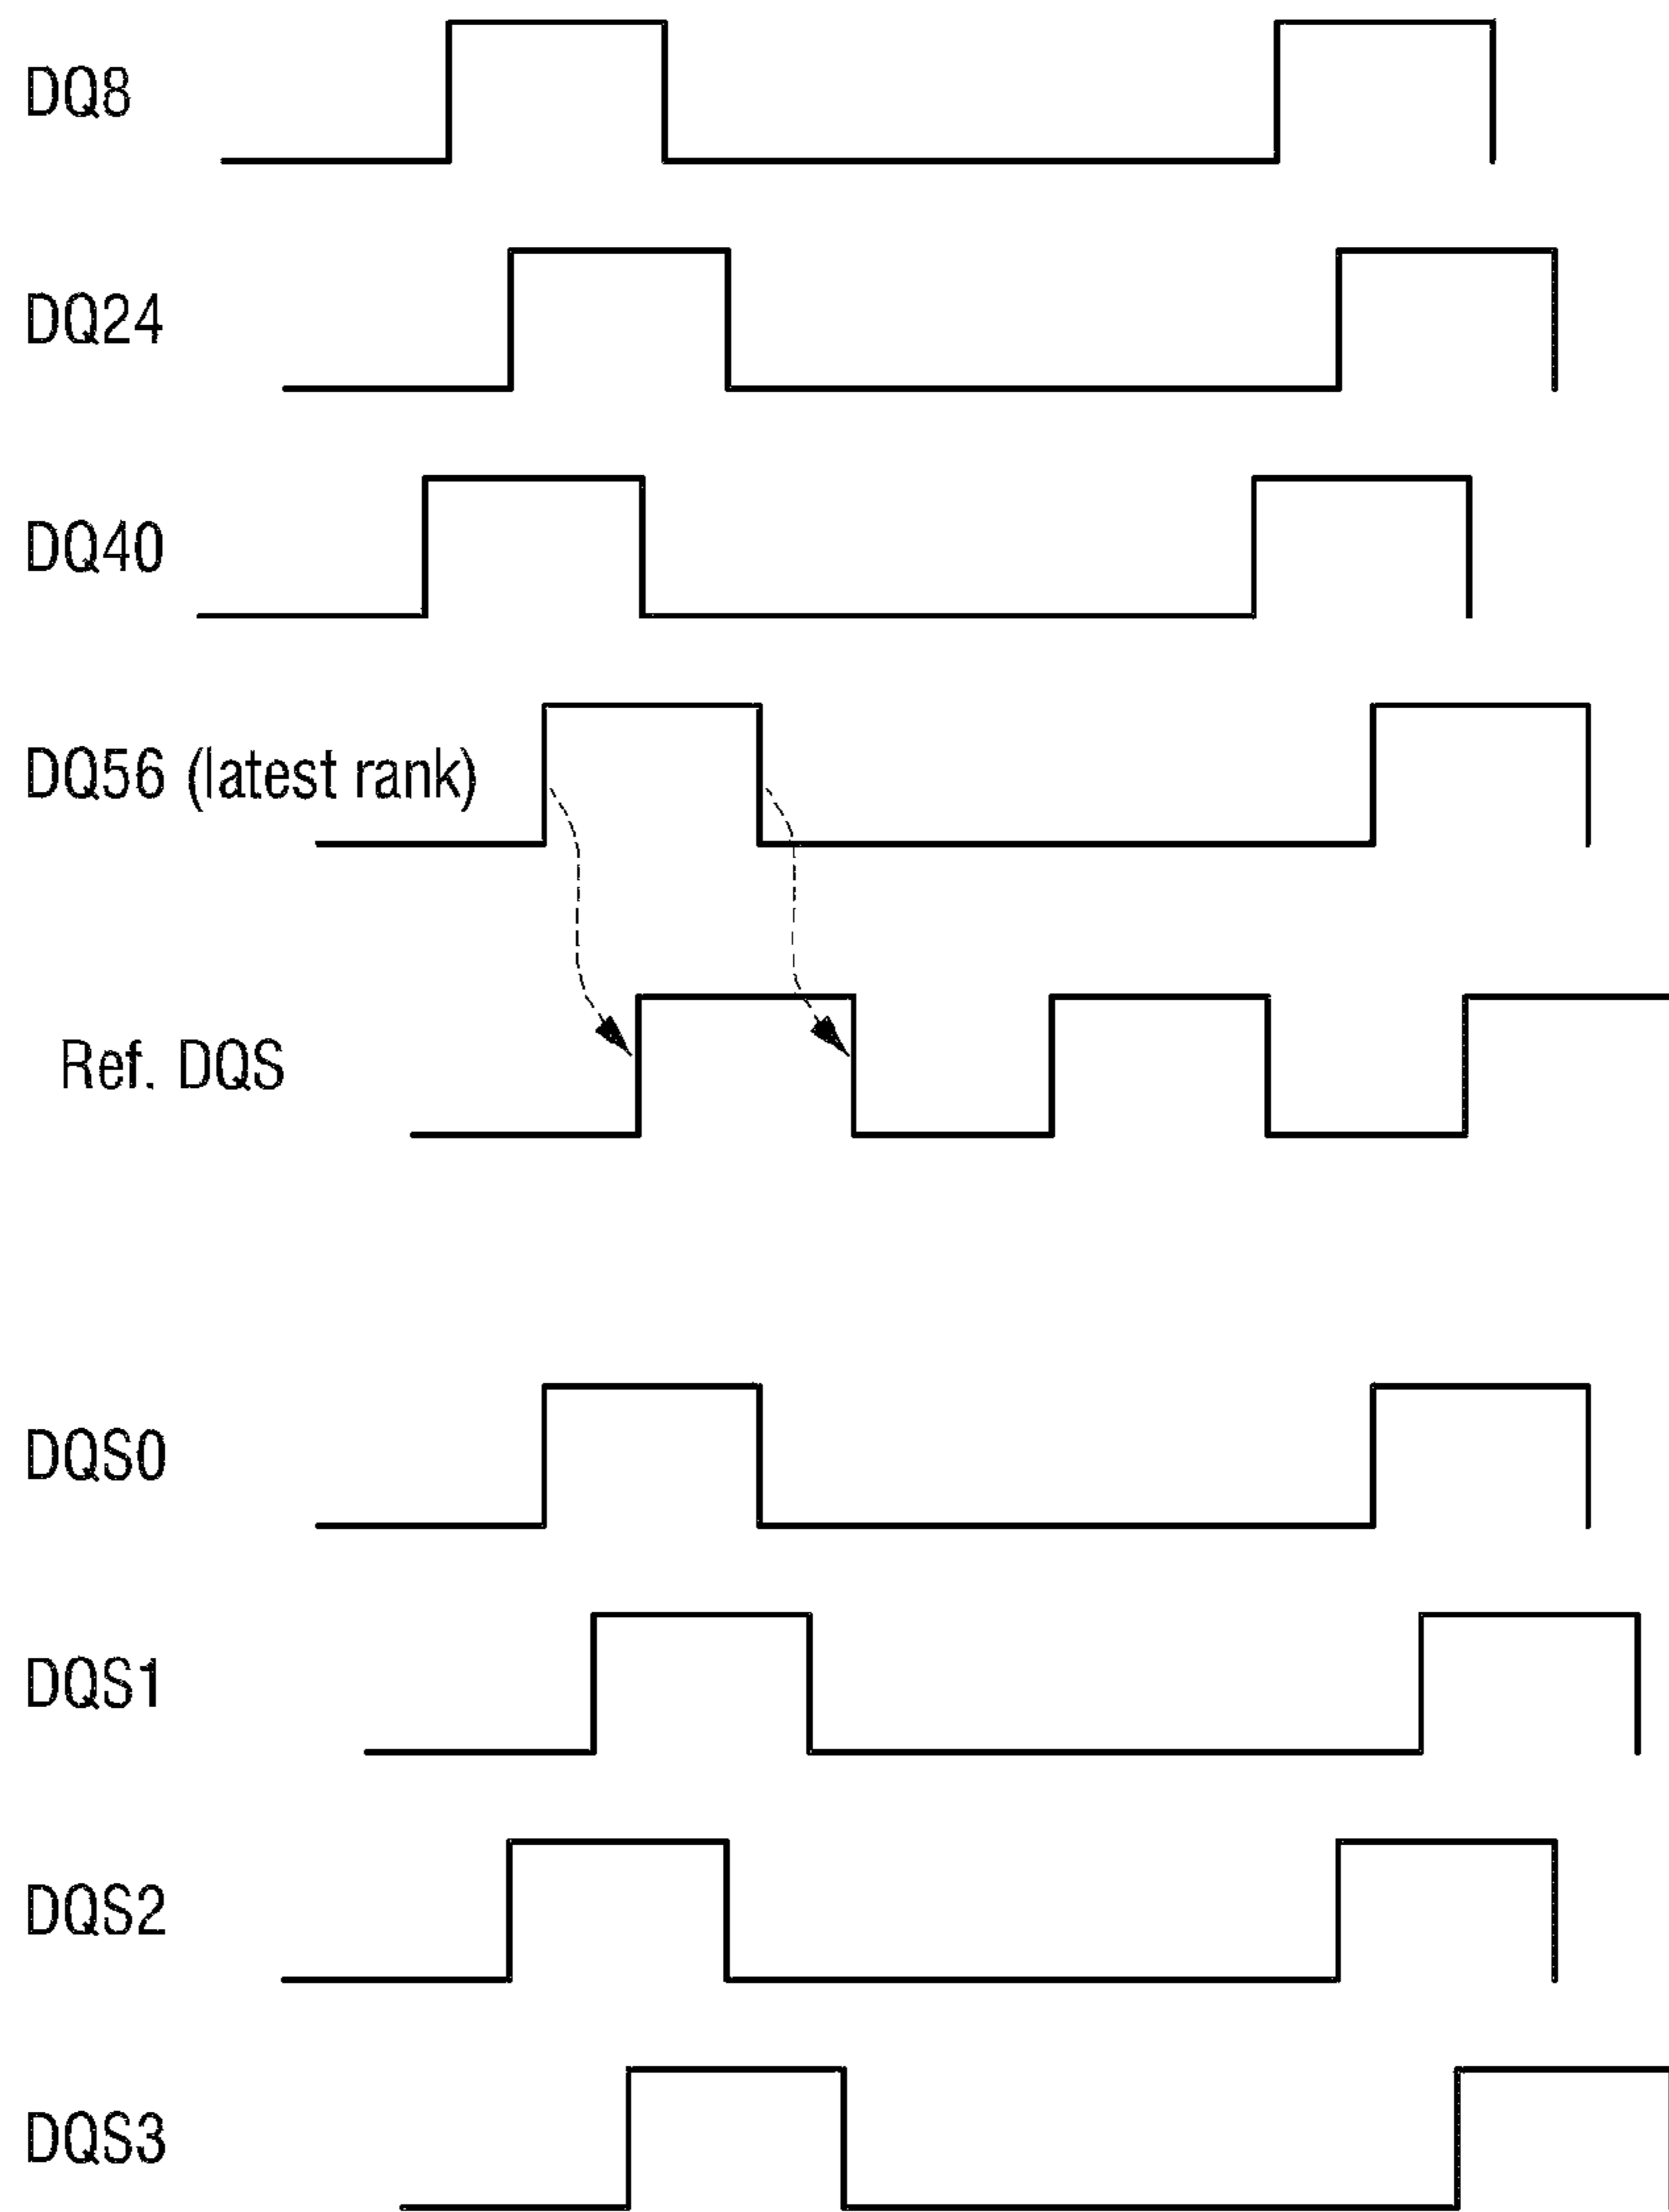 DQ8
DQ24
DQ40
DQ56 (latest rank)
Ref. DQS
DQS0
DQS1
DQS2
DQS3